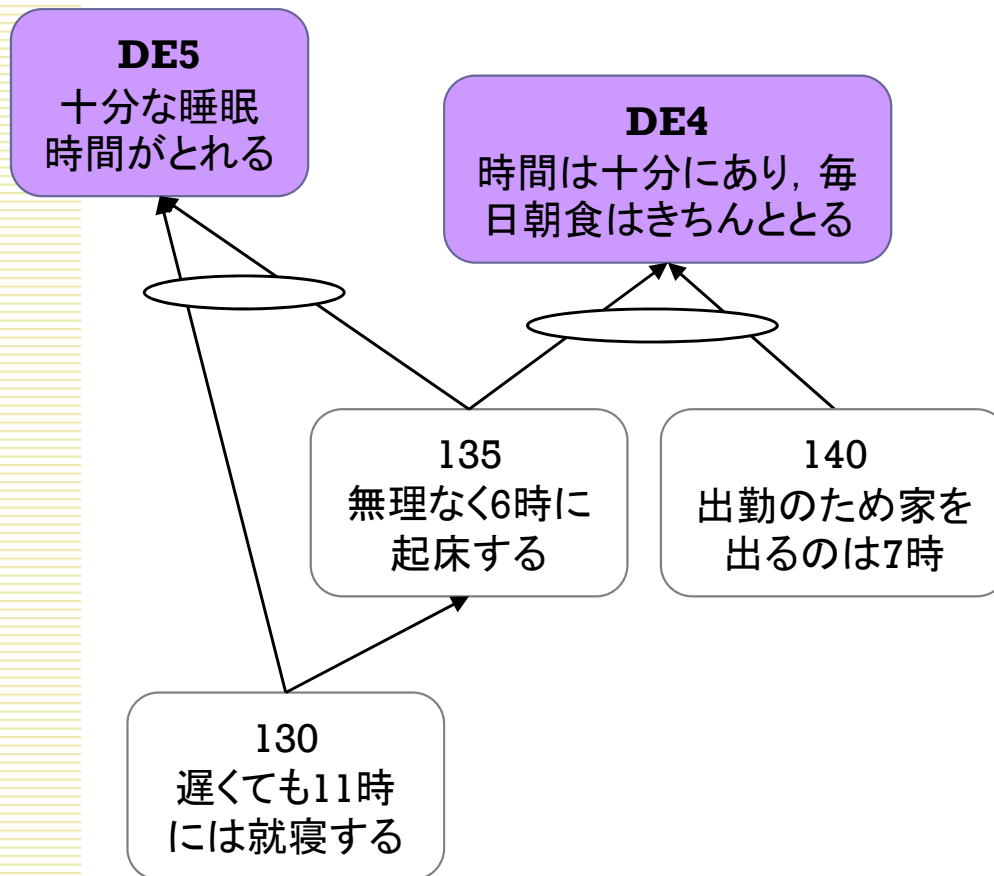 DE5
十分な睡眠
時間がとれる
DE4
時間は十分にあり, 毎
日朝食はきちんととる
135
無理なく6時に
起床する
140
出勤のため家を
出るのは7時
130
遅くても11時
には就寝する